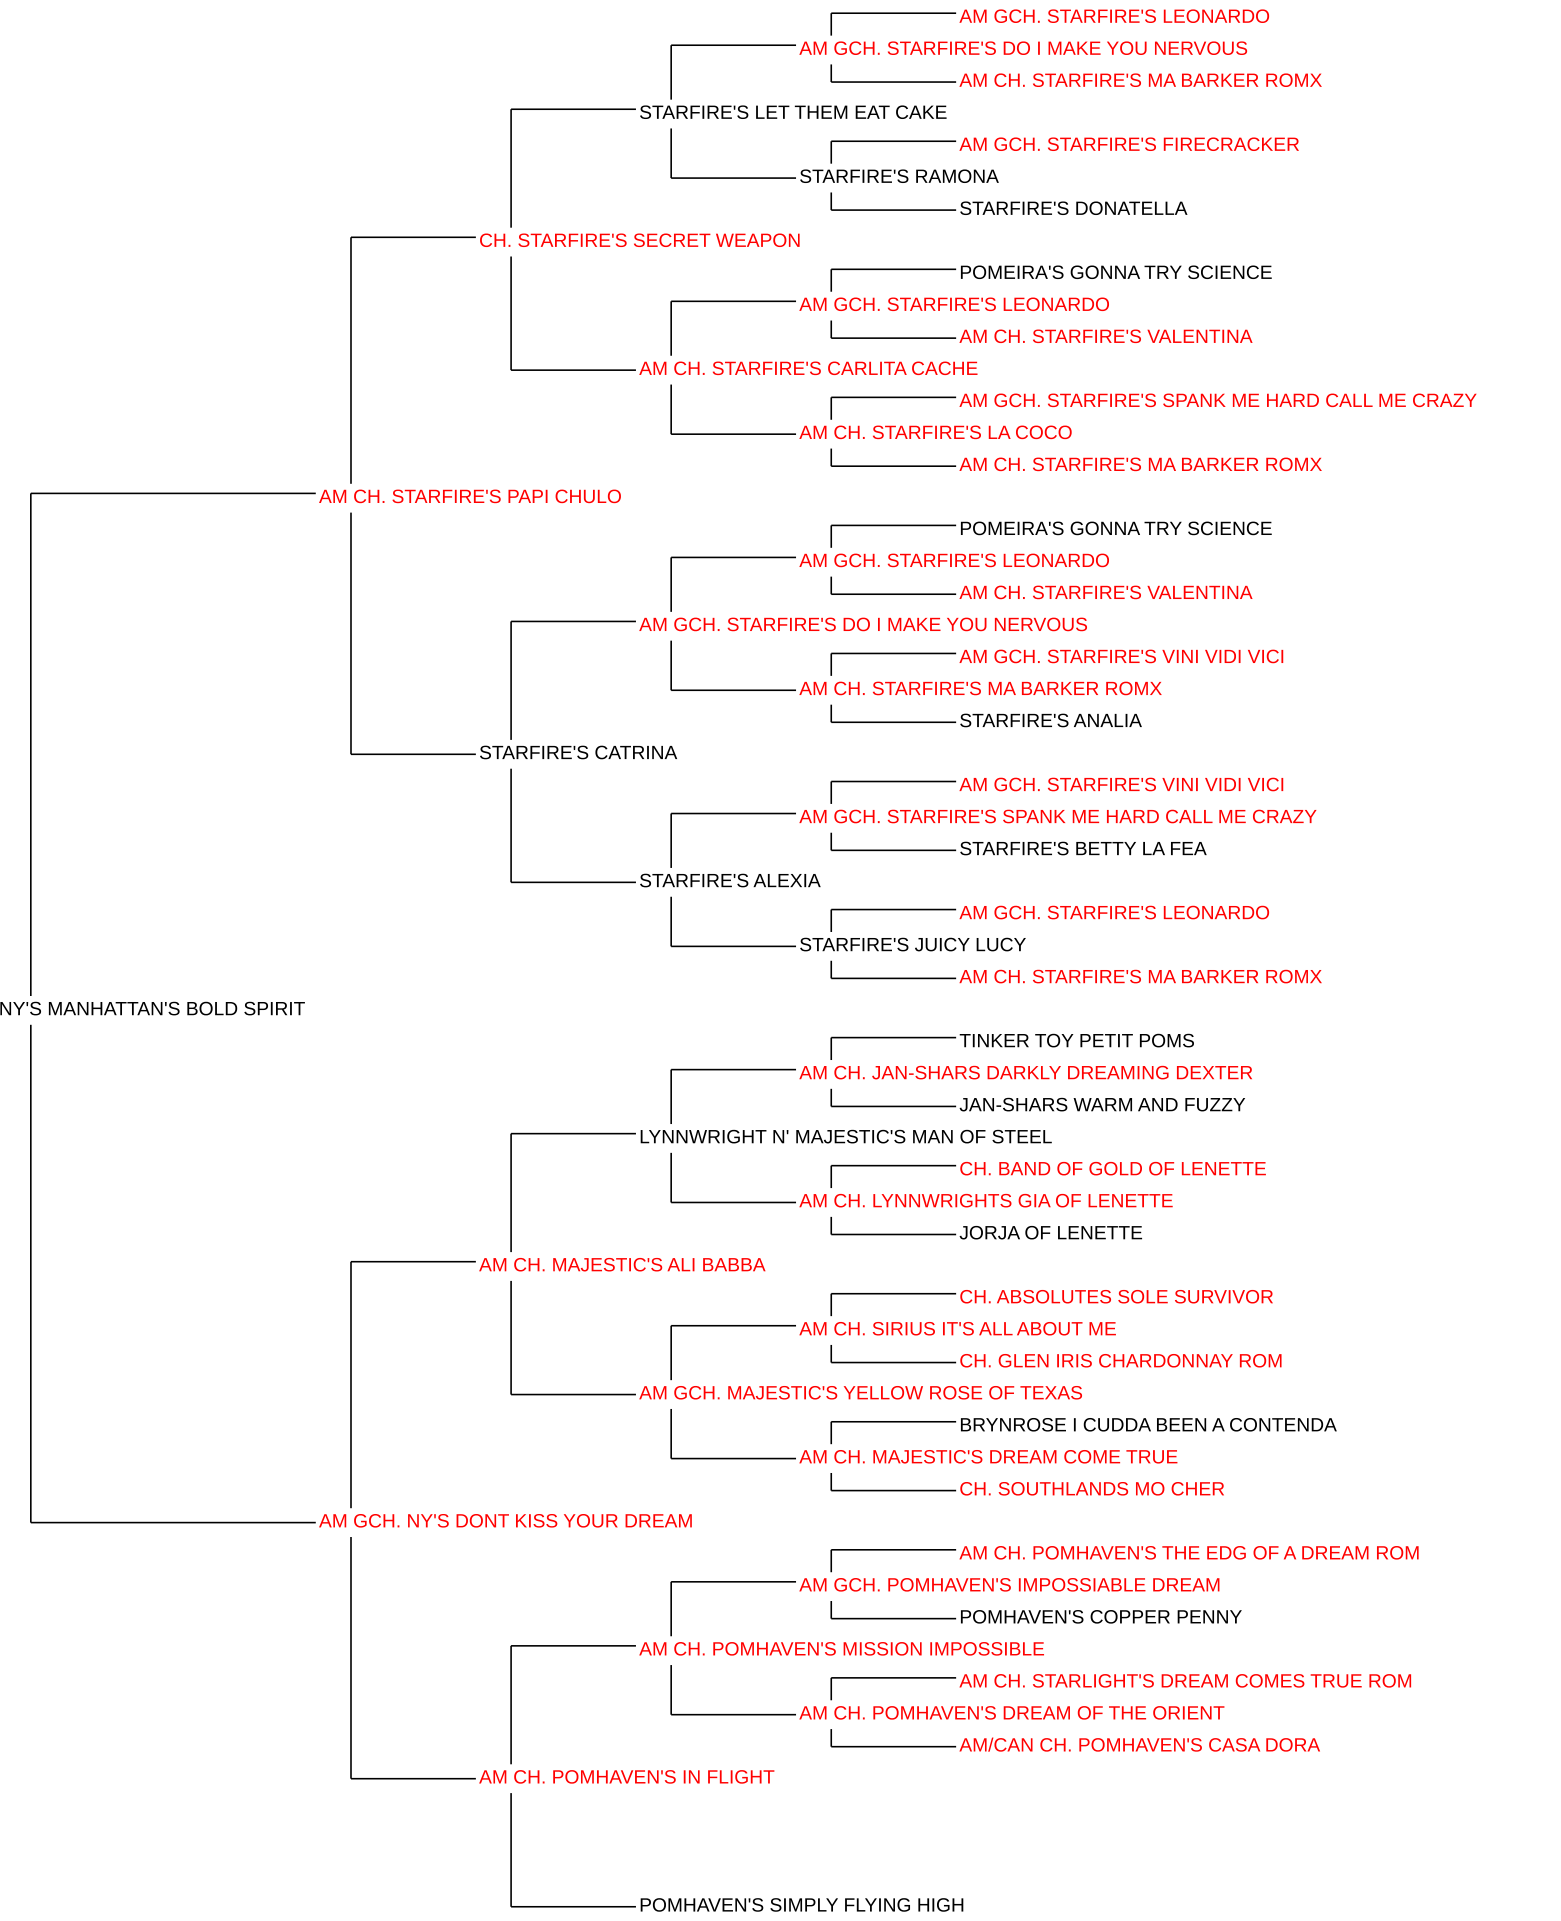 AM GCH. STARFIRE'S LEONARDO
AM GCH. STARFIRE'S DO I MAKE YOU NERVOUS
AM CH. STARFIRE'S MA BARKER ROMX
STARFIRE'S LET THEM EAT CAKE
AM GCH. STARFIRE'S FIRECRACKER
STARFIRE'S RAMONA
STARFIRE'S DONATELLA
CH. STARFIRE'S SECRET WEAPON
POMEIRA'S GONNA TRY SCIENCE
AM GCH. STARFIRE'S LEONARDO
AM CH. STARFIRE'S VALENTINA
AM CH. STARFIRE'S CARLITA CACHE
AM GCH. STARFIRE'S SPANK ME HARD CALL ME CRAZY
AM CH. STARFIRE'S LA COCO
AM CH. STARFIRE'S MA BARKER ROMX
AM CH. STARFIRE'S PAPI CHULO
POMEIRA'S GONNA TRY SCIENCE
AM GCH. STARFIRE'S LEONARDO
AM CH. STARFIRE'S VALENTINA
AM GCH. STARFIRE'S DO I MAKE YOU NERVOUS
AM GCH. STARFIRE'S VINI VIDI VICI
AM CH. STARFIRE'S MA BARKER ROMX
STARFIRE'S ANALIA
STARFIRE'S CATRINA
AM GCH. STARFIRE'S VINI VIDI VICI
AM GCH. STARFIRE'S SPANK ME HARD CALL ME CRAZY
STARFIRE'S BETTY LA FEA
STARFIRE'S ALEXIA
AM GCH. STARFIRE'S LEONARDO
STARFIRE'S JUICY LUCY
AM CH. STARFIRE'S MA BARKER ROMX
NY'S MANHATTAN'S BOLD SPIRIT
TINKER TOY PETIT POMS
AM CH. JAN-SHARS DARKLY DREAMING DEXTER
JAN-SHARS WARM AND FUZZY
LYNNWRIGHT N' MAJESTIC'S MAN OF STEEL
CH. BAND OF GOLD OF LENETTE
AM CH. LYNNWRIGHTS GIA OF LENETTE
JORJA OF LENETTE
AM CH. MAJESTIC'S ALI BABBA
CH. ABSOLUTES SOLE SURVIVOR
AM CH. SIRIUS IT'S ALL ABOUT ME
CH. GLEN IRIS CHARDONNAY ROM
AM GCH. MAJESTIC'S YELLOW ROSE OF TEXAS
BRYNROSE I CUDDA BEEN A CONTENDA
AM CH. MAJESTIC'S DREAM COME TRUE
CH. SOUTHLANDS MO CHER
AM GCH. NY'S DONT KISS YOUR DREAM
AM CH. POMHAVEN'S THE EDG OF A DREAM ROM
AM GCH. POMHAVEN'S IMPOSSIABLE DREAM
POMHAVEN'S COPPER PENNY
AM CH. POMHAVEN'S MISSION IMPOSSIBLE
AM CH. STARLIGHT'S DREAM COMES TRUE ROM
AM CH. POMHAVEN'S DREAM OF THE ORIENT
AM/CAN CH. POMHAVEN'S CASA DORA
AM CH. POMHAVEN'S IN FLIGHT
POMHAVEN'S SIMPLY FLYING HIGH